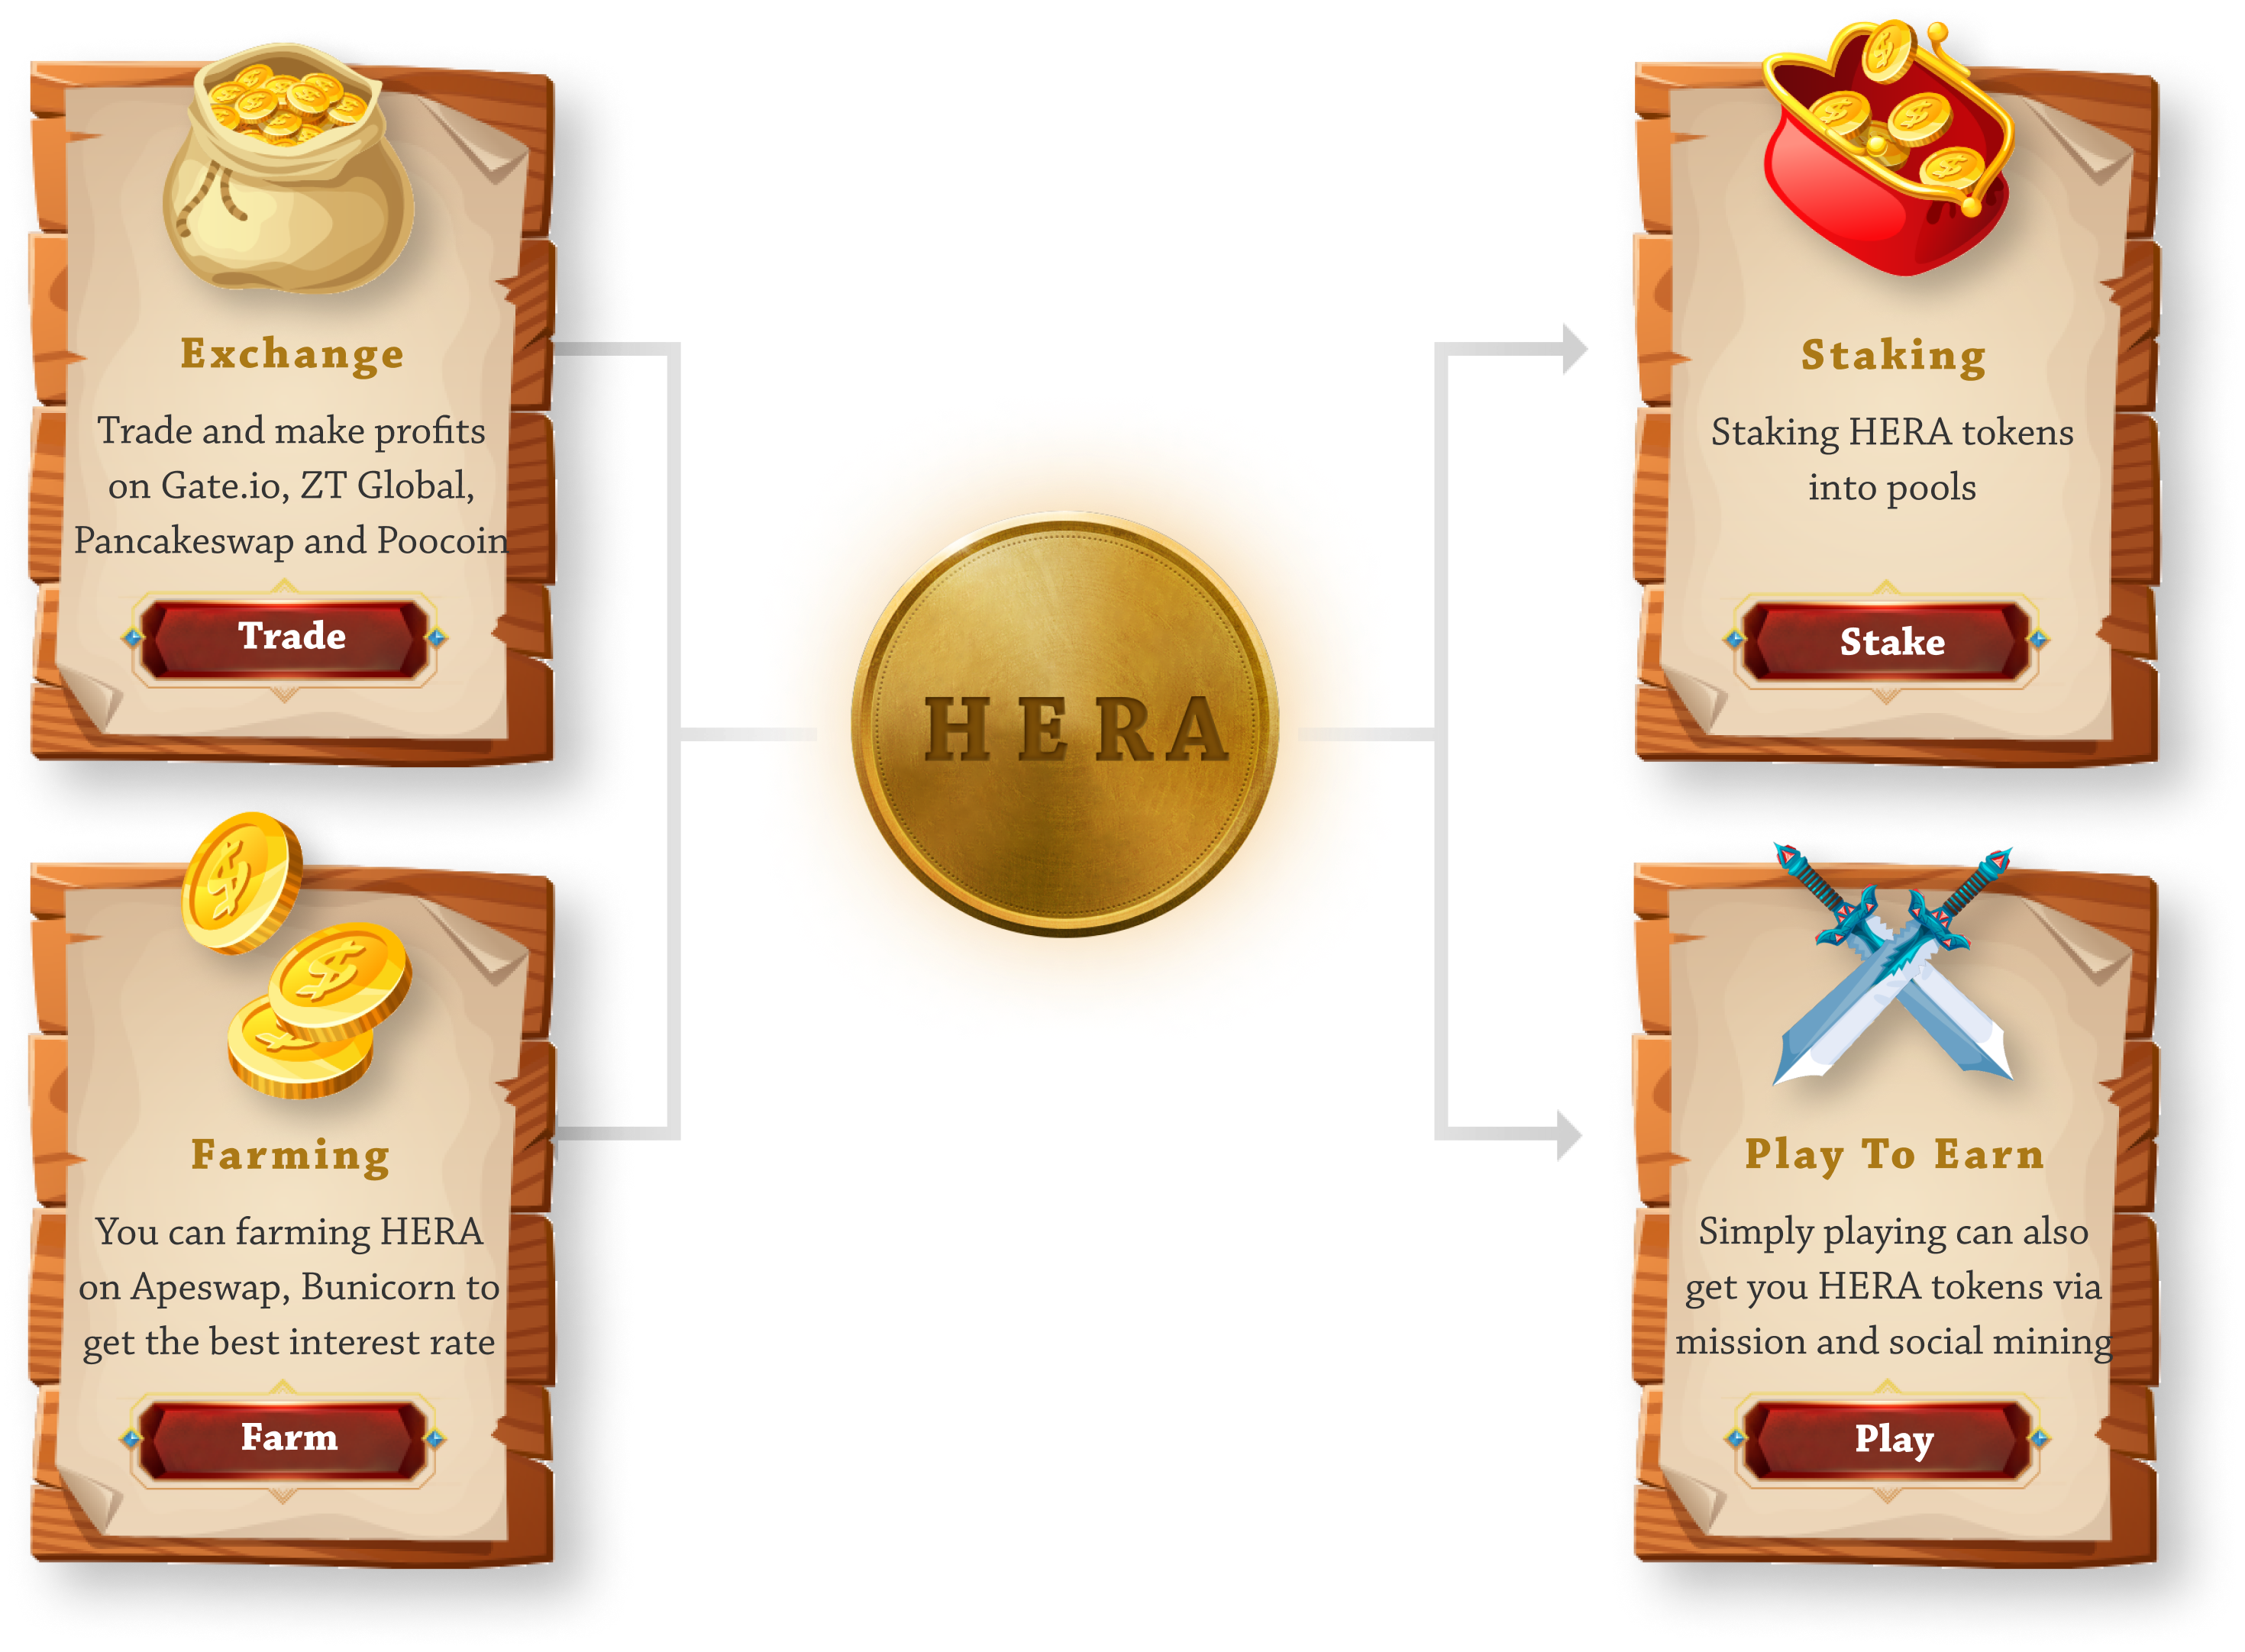 Exchange
Trade and make profits
on Gate.io, ZT Global,
Pancakeswap and Poocoin
Trade
Farming
You can farming HERA
on Apeswap, Bunicorn to
get the best interest rate
Farm
HERA
Staking
Staking HERA tokens
into pools
Stake
Play To Earn
Simply playing can also
get you HERA tokens via
mission and social mining
Play